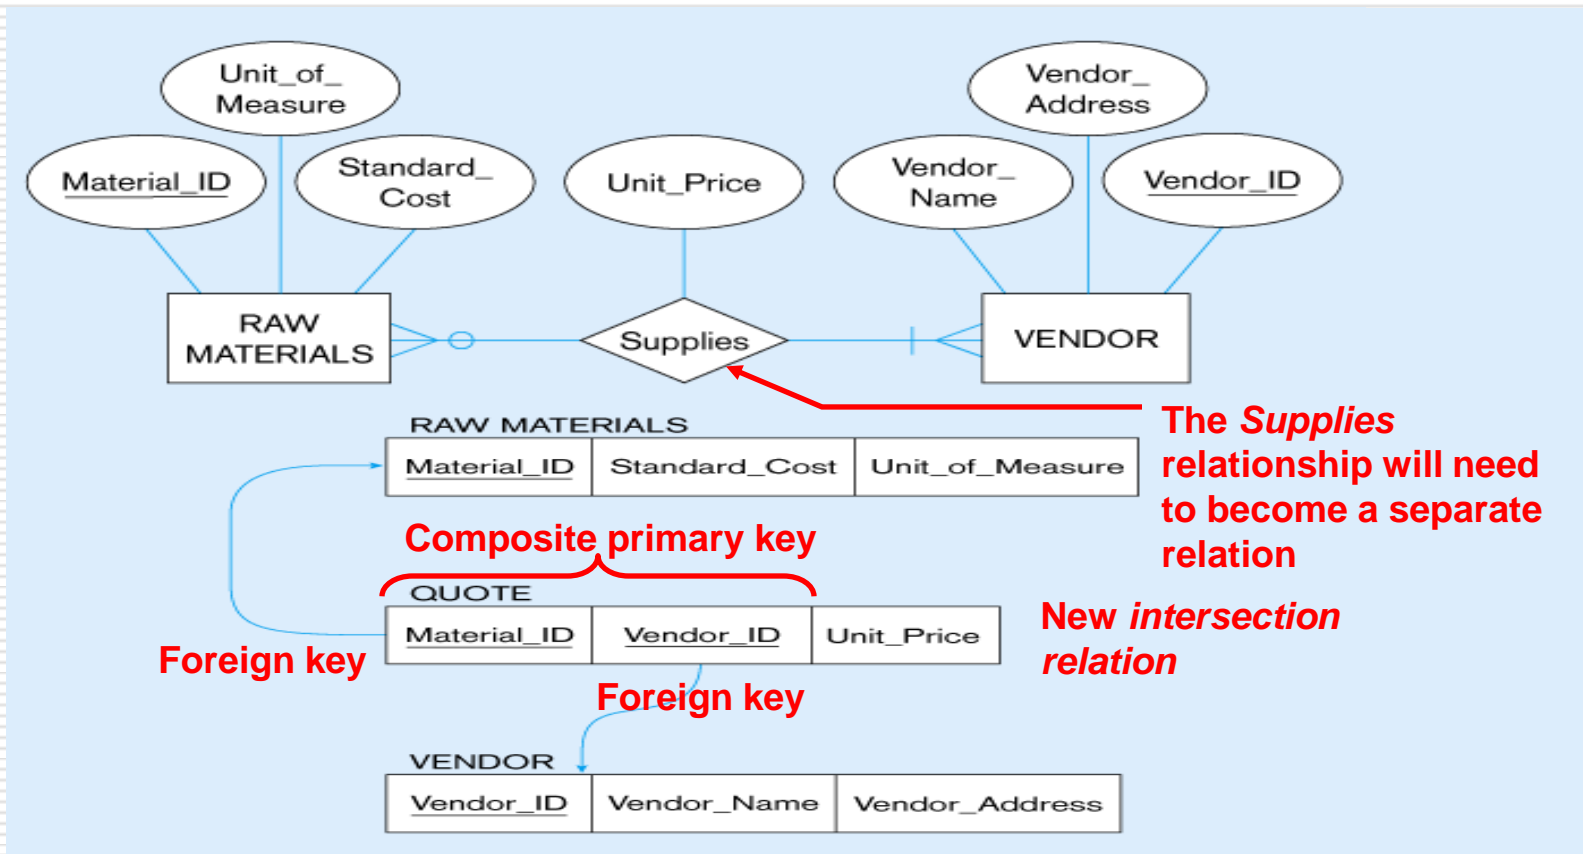 Unit_of_
Measure
Vendor_
Address
Material_ID
Standard_
Cost
Unit_Price
Vendor_
Name
Vendor_ID
RAW
MATERIALS
Supplies
VENDOR
The Supplies
relationship will need
to become a separate
relation
RAW MATERIALS
Material_ID Standard_Cost Unit_of_Measure
Composite primary key
QUOTE
Material_ID Vendor_ID Unit_Price
New intersection
relation
Foreign key
Foreign key
VENDOR
Vendor_ID Vendor_Name Vendor_Address